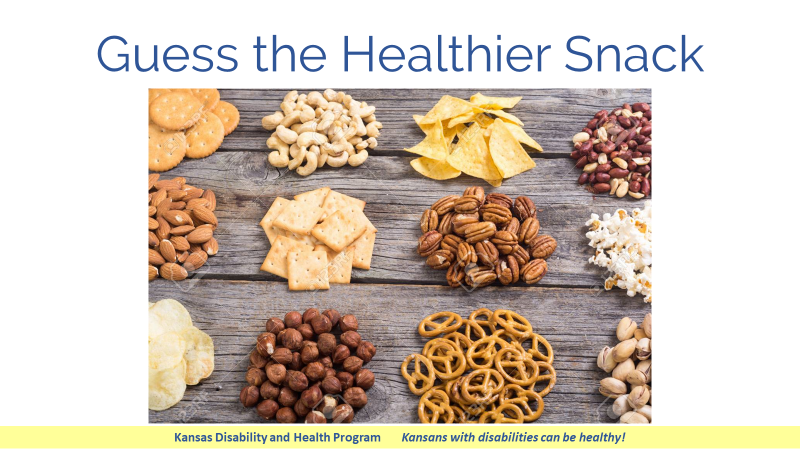 Guess the Healthier Snack
Kansas Disability and Health Program Kansans with disabilities can be healthy!